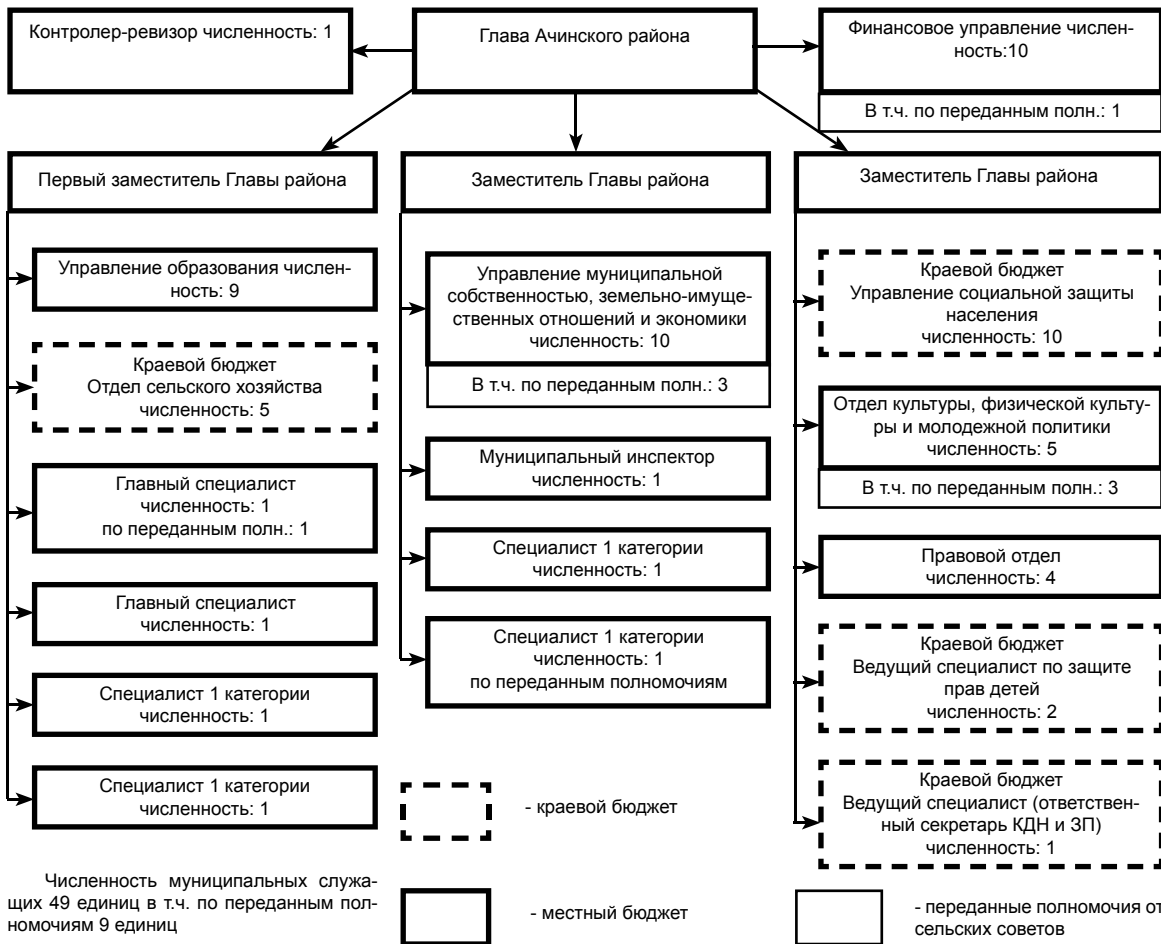 Контролер-ревизор численность: 1
Глава Ачинского района
Финансовое управление числен-
ность:10
В т.ч. по переданным полн.: 1
Первый заместитель Главы района
Управление образования числен-
ность: 9
Краевой бюджет
Отдел сельского хозяйства
численность: 5
Главный специалист
численность: 1
по переданным полн.: 1
Главный специалист
численность: 1
Специалист 1 категории
численность: 1
Специалист 1 категории
численность: 1
Заместитель Главы района
Управление муниципальной
собственностью, земельно-имуще-
ственных отношений и экономики
численность: 10
В т.ч. по переданным полн.: 3
Муниципальный инспектор
численность: 1
Специалист 1 категории
численность: 1
Специалист 1 категории
численность: 1
по переданным полномочиям
Заместитель Главы района
Краевой бюджет
Управление социальной защиты
населения
численность: 10
Отдел культуры, физической культу-
ры и молодежной политики
численность: 5
В т.ч. по переданным полн.: 3
Правовой отдел
численность: 4
Краевой бюджет
Ведущий специалист по защите
прав детей
численность: 2
Краевой бюджет
Ведущий специалист (ответствен-
ный секретарь КДН и ЗП)
численность: 1
Численность муниципальных служа-
щих 49 единиц в т.ч. по переданным пол-
номочиям 9 единиц
- краевой бюджет
- местный бюджет
- переданные полномочия от
сельских советов